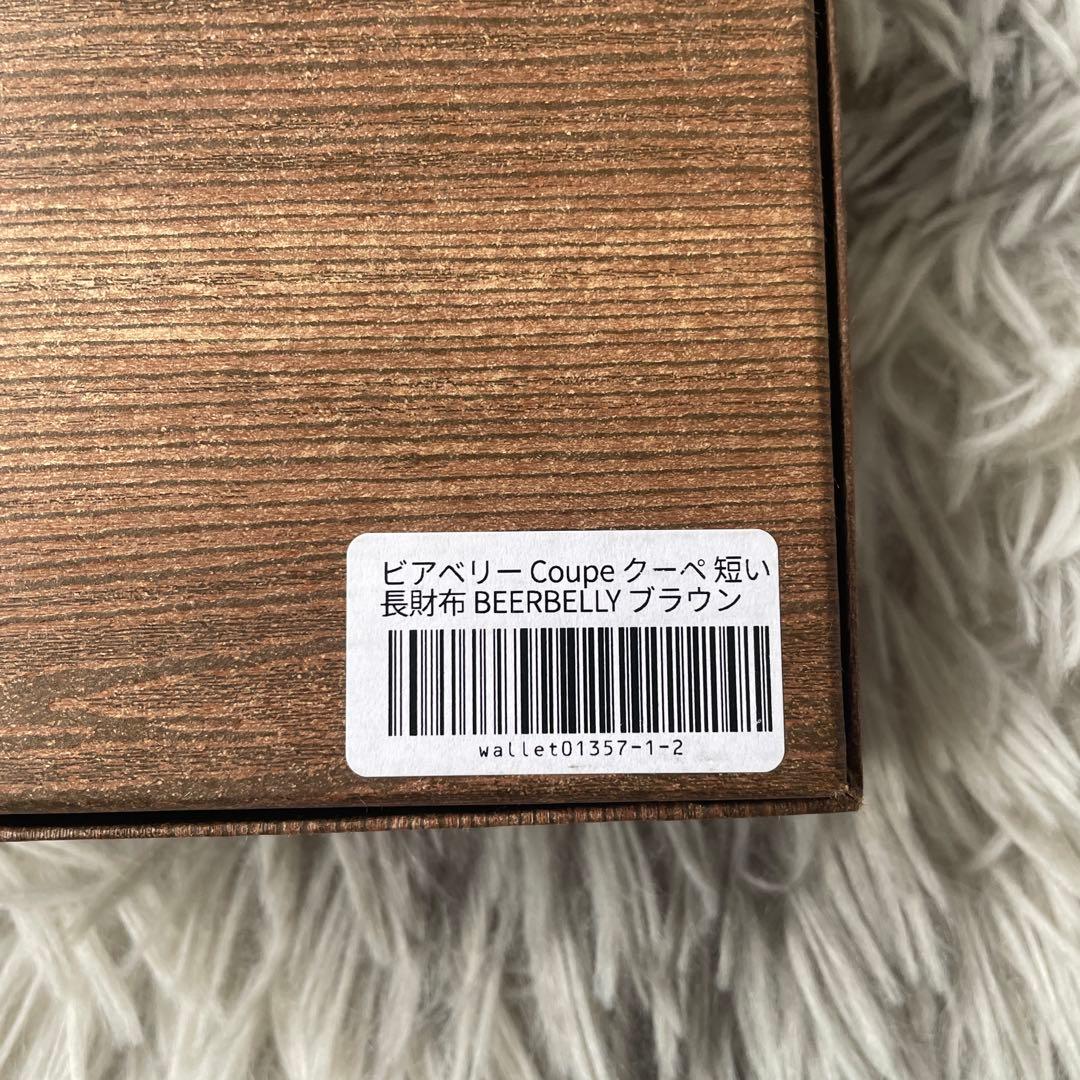 ビアベリー Coupe クーペ 短い
長財布 BEERBELLY ブラウン
wallet01357-1-2